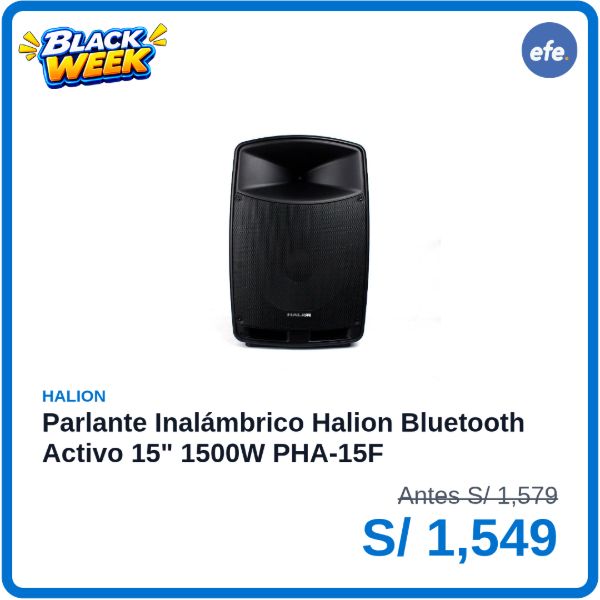 BLACK
WEEK
efe.
HALION
HALION
Parlante Inalámbrico Halion Bluetooth
Activo 15" 1500W PHA-15F
Antes S/ 1,579
S/ 1,549